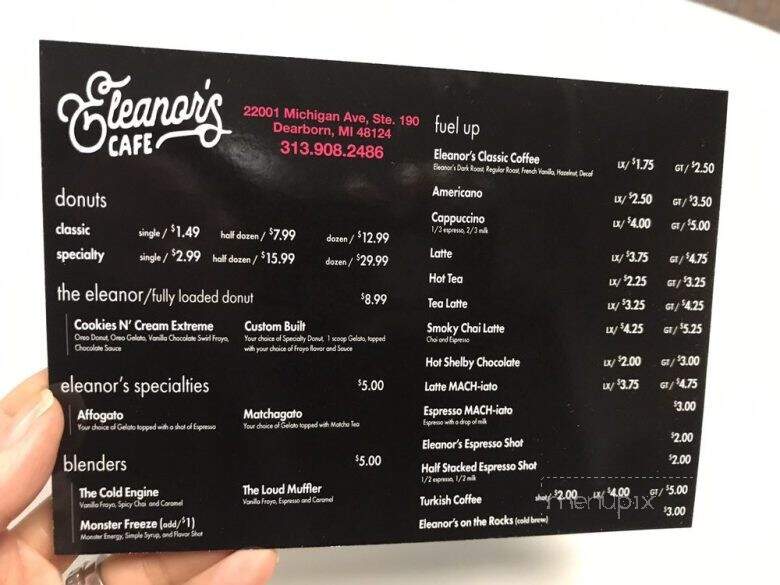 Eleanor's
CAFE
22001 Michigan Ave, Ste. 190
Dearborn, MI 48124
313.908.2486
donuts
classic single / $1.49 half dozen / $7.99 dozen / $12.99
specialty single / $2.99 half dozen / $15.99 dozen / $29.99
the eleanor/fully loaded donut $8.99
Cookies N' Cream Extreme
Oreo Donut, Oreo Gelato, Vanilla Chocolate Swirl Froyo,
Chocolate Sauce
Custom Built
Your choice of Specialty Donut, 1 scoop Gelato, topped
with your choice of Froyo flavor and Sauce
eleanor's specialties $5.00
Affogato
Your choice of Gelato topped with a shot of Espresso
Matchagato
Your choice of Gelato topped with Matcha Tea
blenders $5.00
The Cold Engine
Vanilla Froyo, Spicy Chai and Caramel
The Loud Muffler
Vanilla Froyo, Espresso and Caramel
Monster Freeze (add/$1)
Monster Energy, Simple Syrup, and Flavor Shot
fuel up
Eleanor's Classic Coffee LX/ $1.75 GT/ $2.50
Eleanor's Dark Roast, Regular Roast, French Vanilla, Hazelnut, Decaf
Americano LX/ $2.50 GT/ $3.50
Cappuccino LX/ $4.00 GT/ $5.00
1/3 espresso, 2/3 milk
Latte LX/ $3.75 GT/ $4.75
Hot Tea LX/ $2.25 GT/ $3.25
Tea Latte LX/ $3.25 GT/ $4.25
Smoky Chai Latte LX/ $4.25 GT/ $5.25
Chai and Espresso
Hot Shelby Chocolate LX/ $2.00 GT/ $3.00
Latte MACH-iato LX/ $3.75 GT/ $4.75
Espresso MACH-iato $3.00
Espresso with a drop of milk
Eleanor's Espresso Shot $2.00
Half Stacked Espresso Shot $2.00
1/2 espresso, 1/2 milk
Turkish Coffee shot/ $2.00 LX/ $4.00 GT/ $5.00
Eleanor's on the Rocks (cold brew) $3.00
menupix